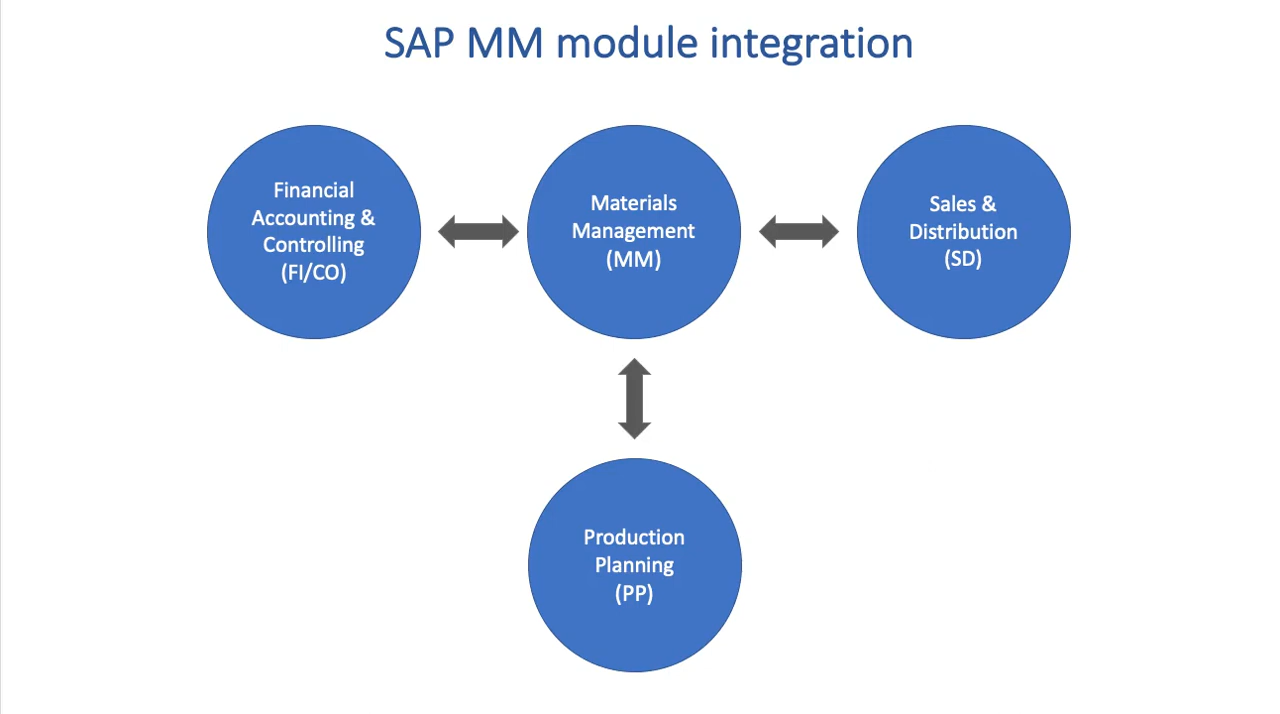 SAP MM module integration
Financial
Accounting &
Controlling
(FI/CO)
Materials
Management
(MM)
Sales &
Distribution
(SD)
Production
Planning
(PP)